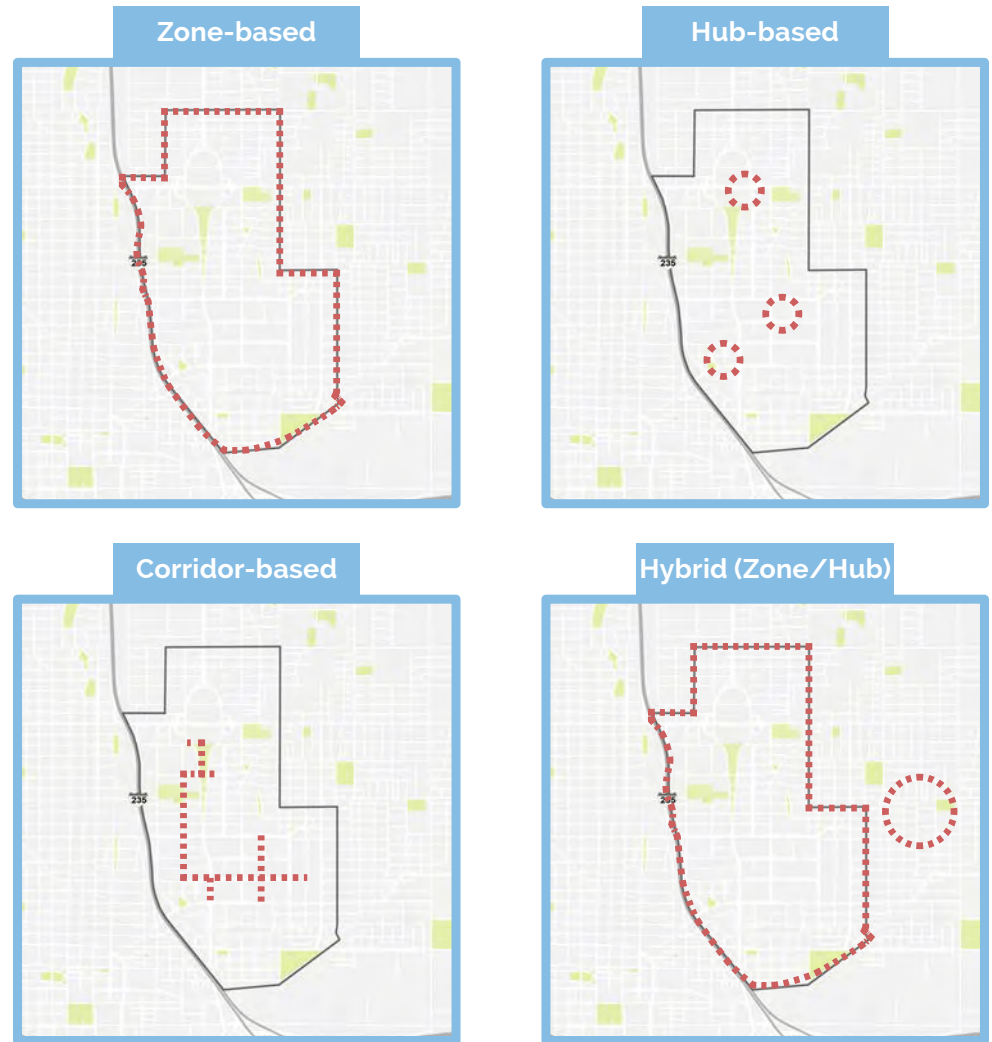 Zone-based
Hub-based
235
235
Corridor-based
Hybrid (Zone/Hub)
235
235